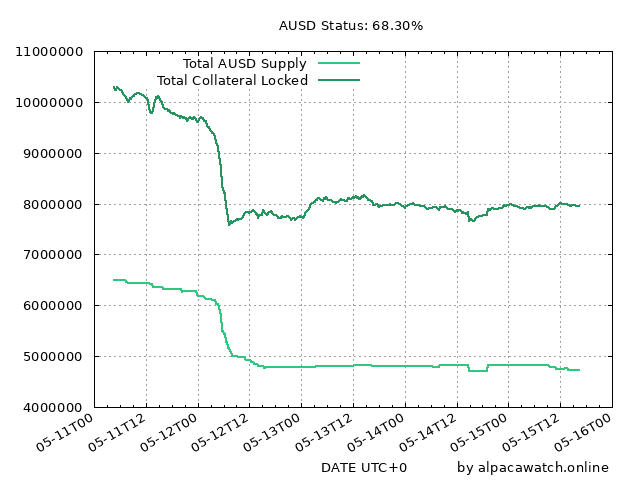 AUSD Status: 68.30%
11000000
Total AUSD Supply
Total Collateral Locked
10000000
9000000
8000000
7000000
6000000
5000000
4000000
05-11T00
05-11T12
05-12T00
05-12T12
05-13T00
05-13T12
05-14T00
05-14T12
05-15T00
05-15T12
05-16T00
DATE UTC+0
by alpacawatch.online